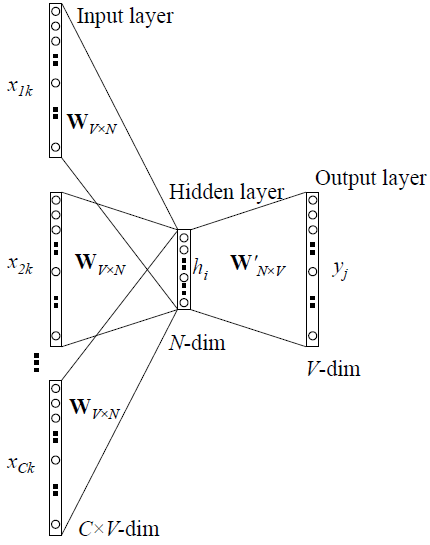 Input layer
x1k
WV×N
Hidden layer
Output layer
x2k
WV×N
hi
W'N×V
yj
N-dim
V-dim
WV×N
xCk
C×V-dim